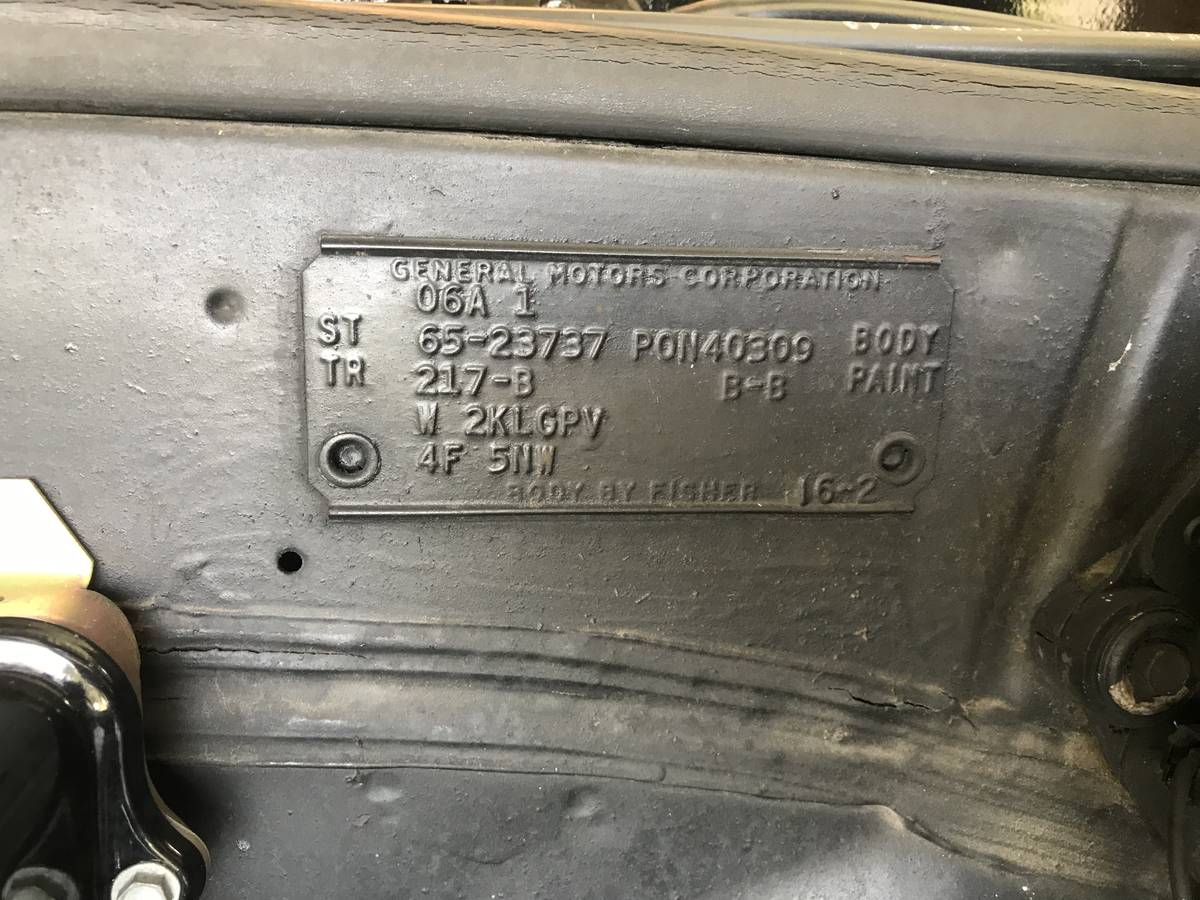 GENERAL MOTORS CORPORATION
06A 1
ST 65-23737 PON40309 BODY
TR 217-B B-B PAINT
W 2KLGPV
4F 5NW
BODY BY FISHER 16-2